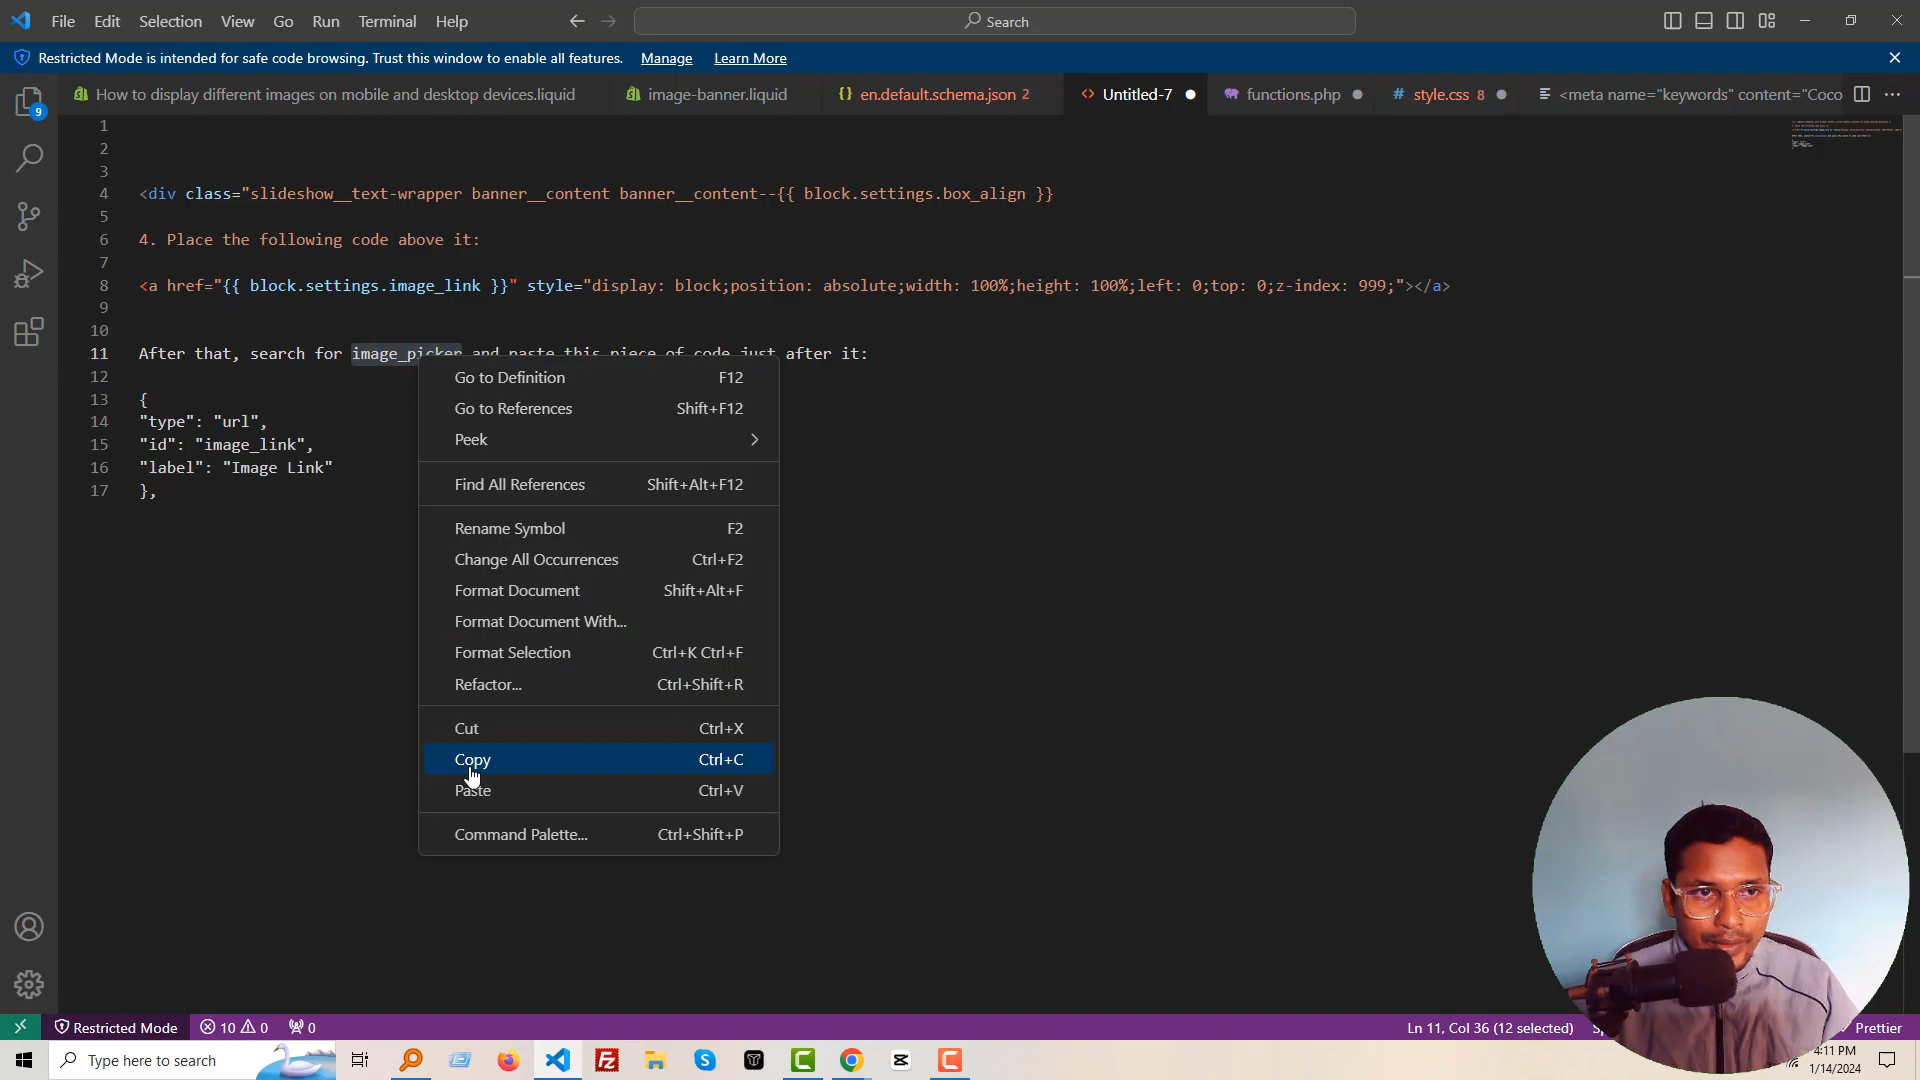 File Edit Selection View Go Run Terminal Help
Search
Restricted Mode is intended for safe code browsing. Trust this window to enable all features. Manage Learn More
9
How to display different images on mobile and desktop devices.liquid
image-banner.liquid
{} en.default.schema.json 2
<> Untitled-7
functions.php
# style.css 8
<meta name="keywords" content="Coco
1
2
3
4 <div class="slideshow__text-wrapper banner__content banner__content--{{ block.settings.box_align }}
5
6 4. Place the following code above it:
7
8 <a href="{{ block.settings.image_link }}" style="display: block;position: absolute;width: 100%;height: 100%;left: 0;top: 0;z-index: 999;"></a>
9
10
11 After that, search for image_picker and paste this piece of code just after it:
12
13 {
14 "type": "url",
15 "id": "image_link",
16 "label": "Image Link"
17 },
Go to Definition F12
Go to References Shift+F12
Peek
Find All References Shift+Alt+F12
Rename Symbol F2
Change All Occurrences Ctrl+F2
Format Document Shift+Alt+F
Format Document With...
Format Selection Ctrl+K Ctrl+F
Refactor... Ctrl+Shift+R
Cut Ctrl+X
Copy Ctrl+C
Paste Ctrl+V
Command Palette... Ctrl+Shift+P
Restricted Mode 10 0 0
Ln 11, Col 36 (12 selected)
Prettier
Type here to search
4:11 PM
1/14/2024